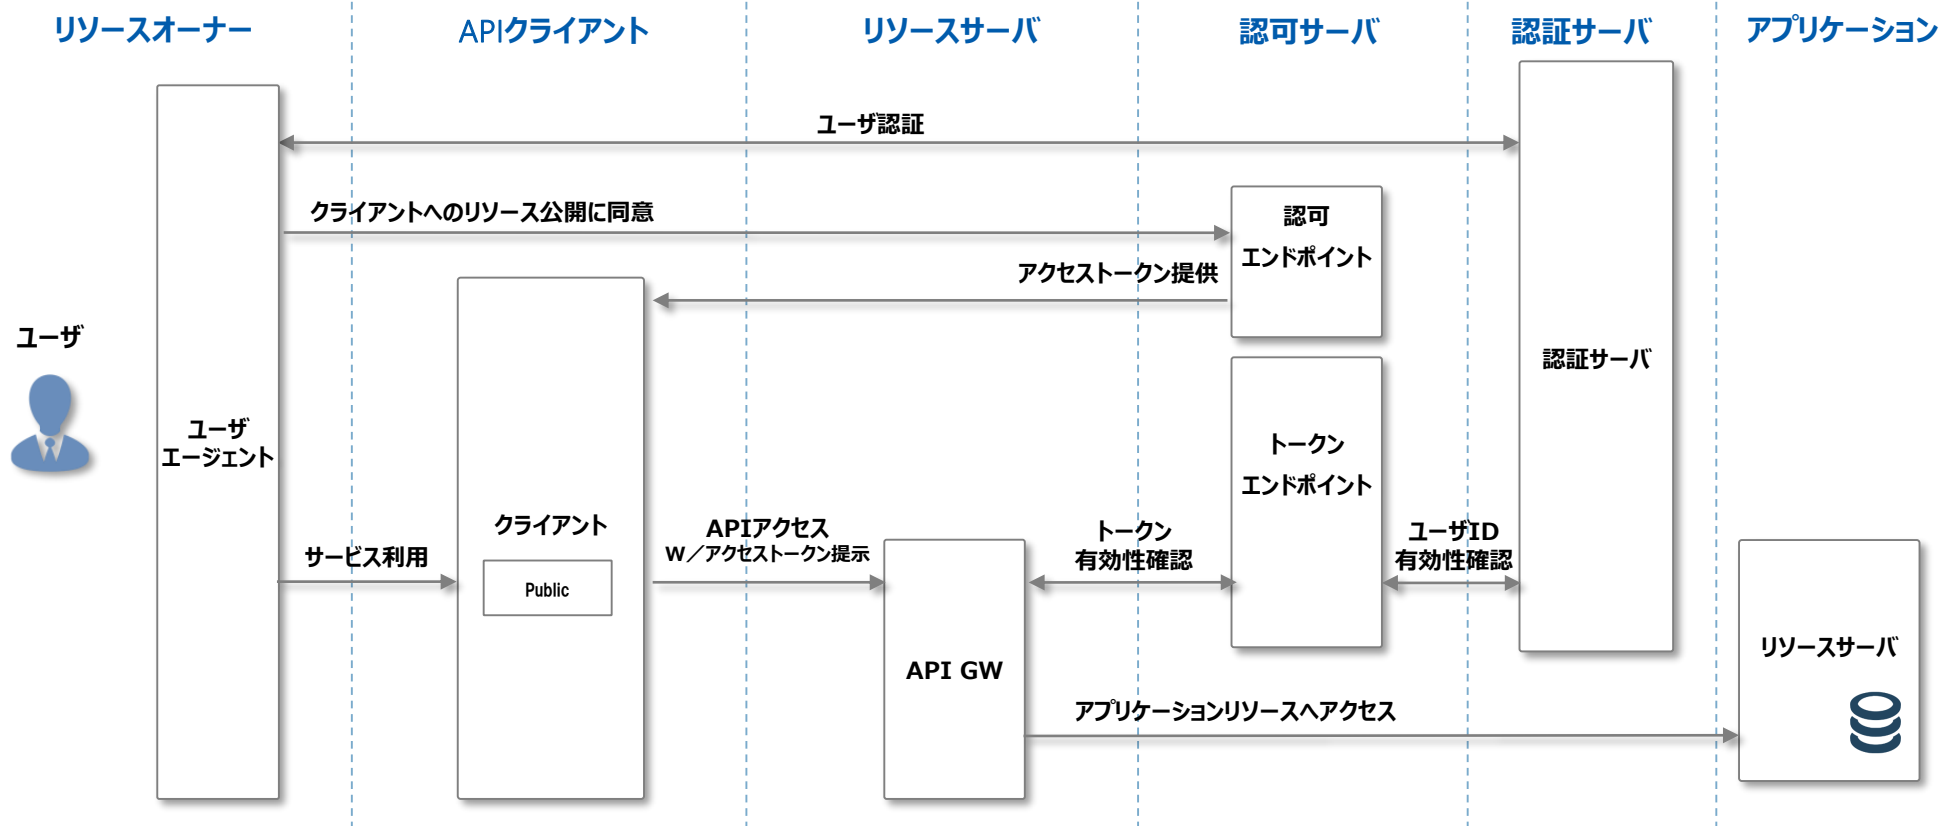 リソースオーナー
APIクライアント
リソースサーバ
認可サーバ
認証サーバ
アプリケーション
ユーザ認証
クライアントへのリソース公開に同意
認可
エンドポイント
アクセストークン提供
ユーザ
認証サーバ
ユーザ
エージェント
トークン
エンドポイント
クライアント
Public
サービス利用
APIアクセス
W／アクセストークン提示
トークン
有効性確認
ユーザID
有効性確認
API GW
リソースサーバ
アプリケーションリソースへアクセス